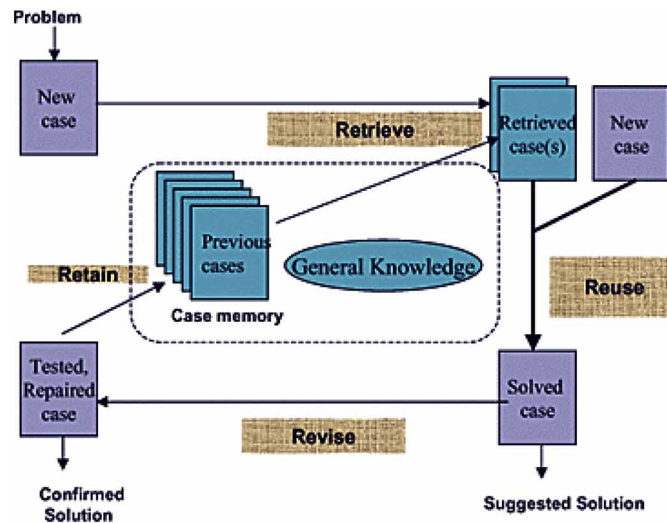 Problem
New
case
Retrieve
Retrieved
case(s)
New
case
Previous
cases
General Knowledge
Retain
Case memory
Reuse
Tested,
Repaired
case
Solved
case
Revise
Confirmed
Solution
Suggested Solution